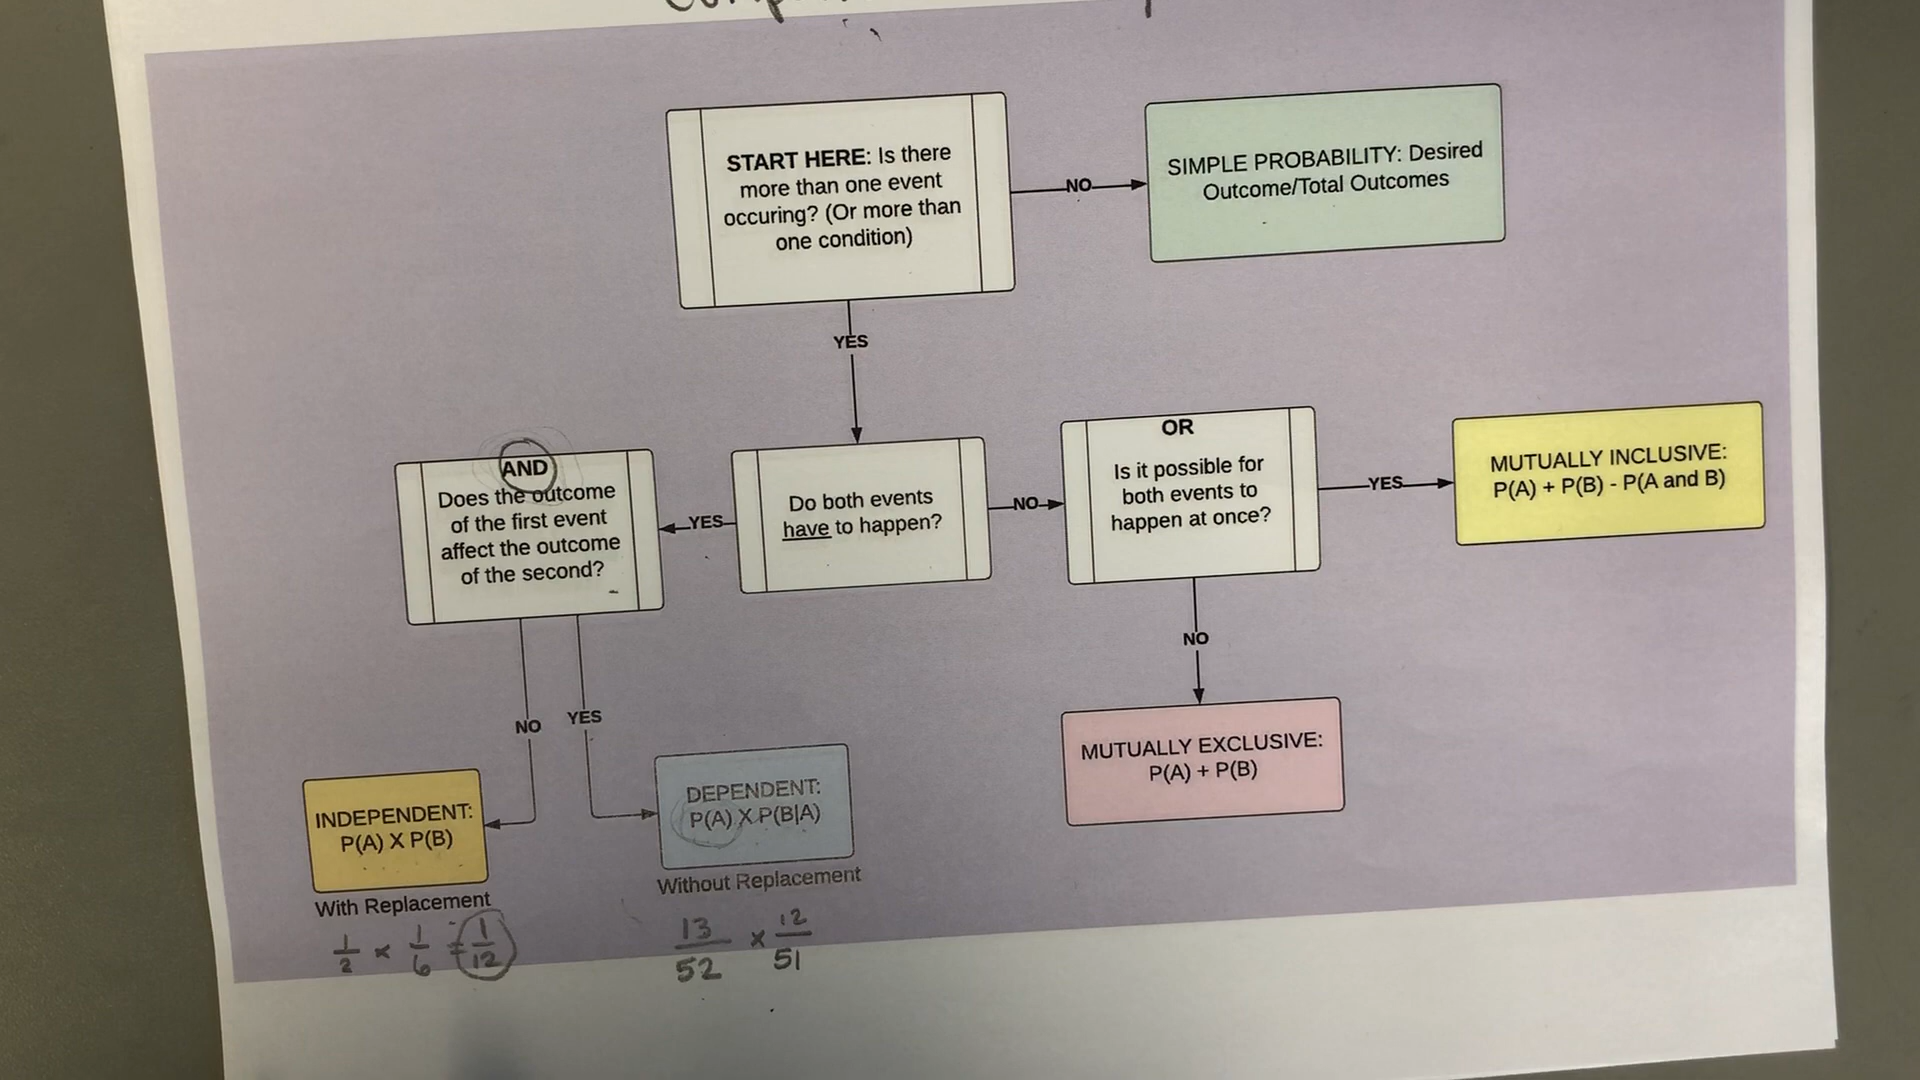 START HERE: Is there
more than one event
occuring? (Or more than
one condition)
NO
SIMPLE PROBABILITY: Desired
Outcome/Total Outcomes
YES
AND
Does the outcome
of the first event
affect the outcome
of the second?
YES
Do both events
have to happen?
NO
OR
Is it possible for
both events to
happen at once?
YES
MUTUALLY INCLUSIVE:
P(A) + P(B) - P(A and B)
NO
YES
NO
INDEPENDENT:
P(A) X P(B)
With Replacement
1/2 × 1/6 = 1/12
DEPENDENT:
P(A) X P(B|A)
Without Replacement
13/52 × 12/51
MUTUALLY EXCLUSIVE:
P(A) + P(B)